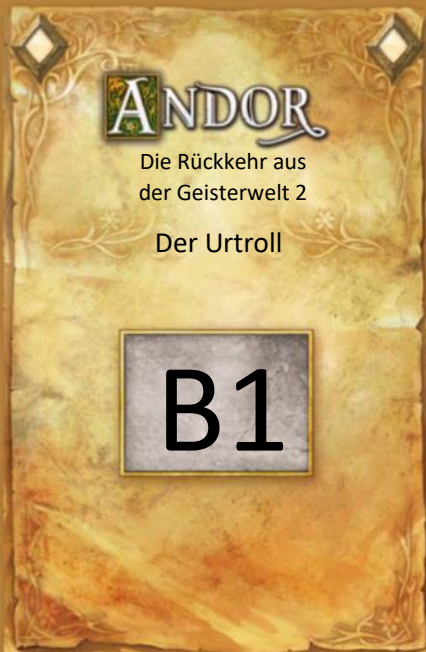 ANDOR
Die Rückkehr aus
der Geisterwelt 2
Der Urtroll
B1